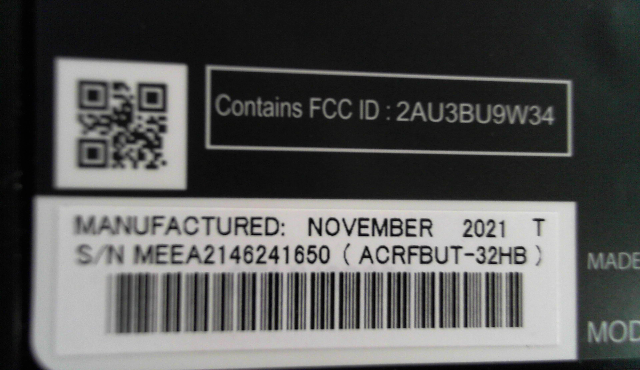 Contains FCC ID : 2AU3BU9W34
MANUFACTURED: NOVEMBER 2021 T
S/N MEEA2146241650 ( ACRFBUT-32HB )
MADE
MOD